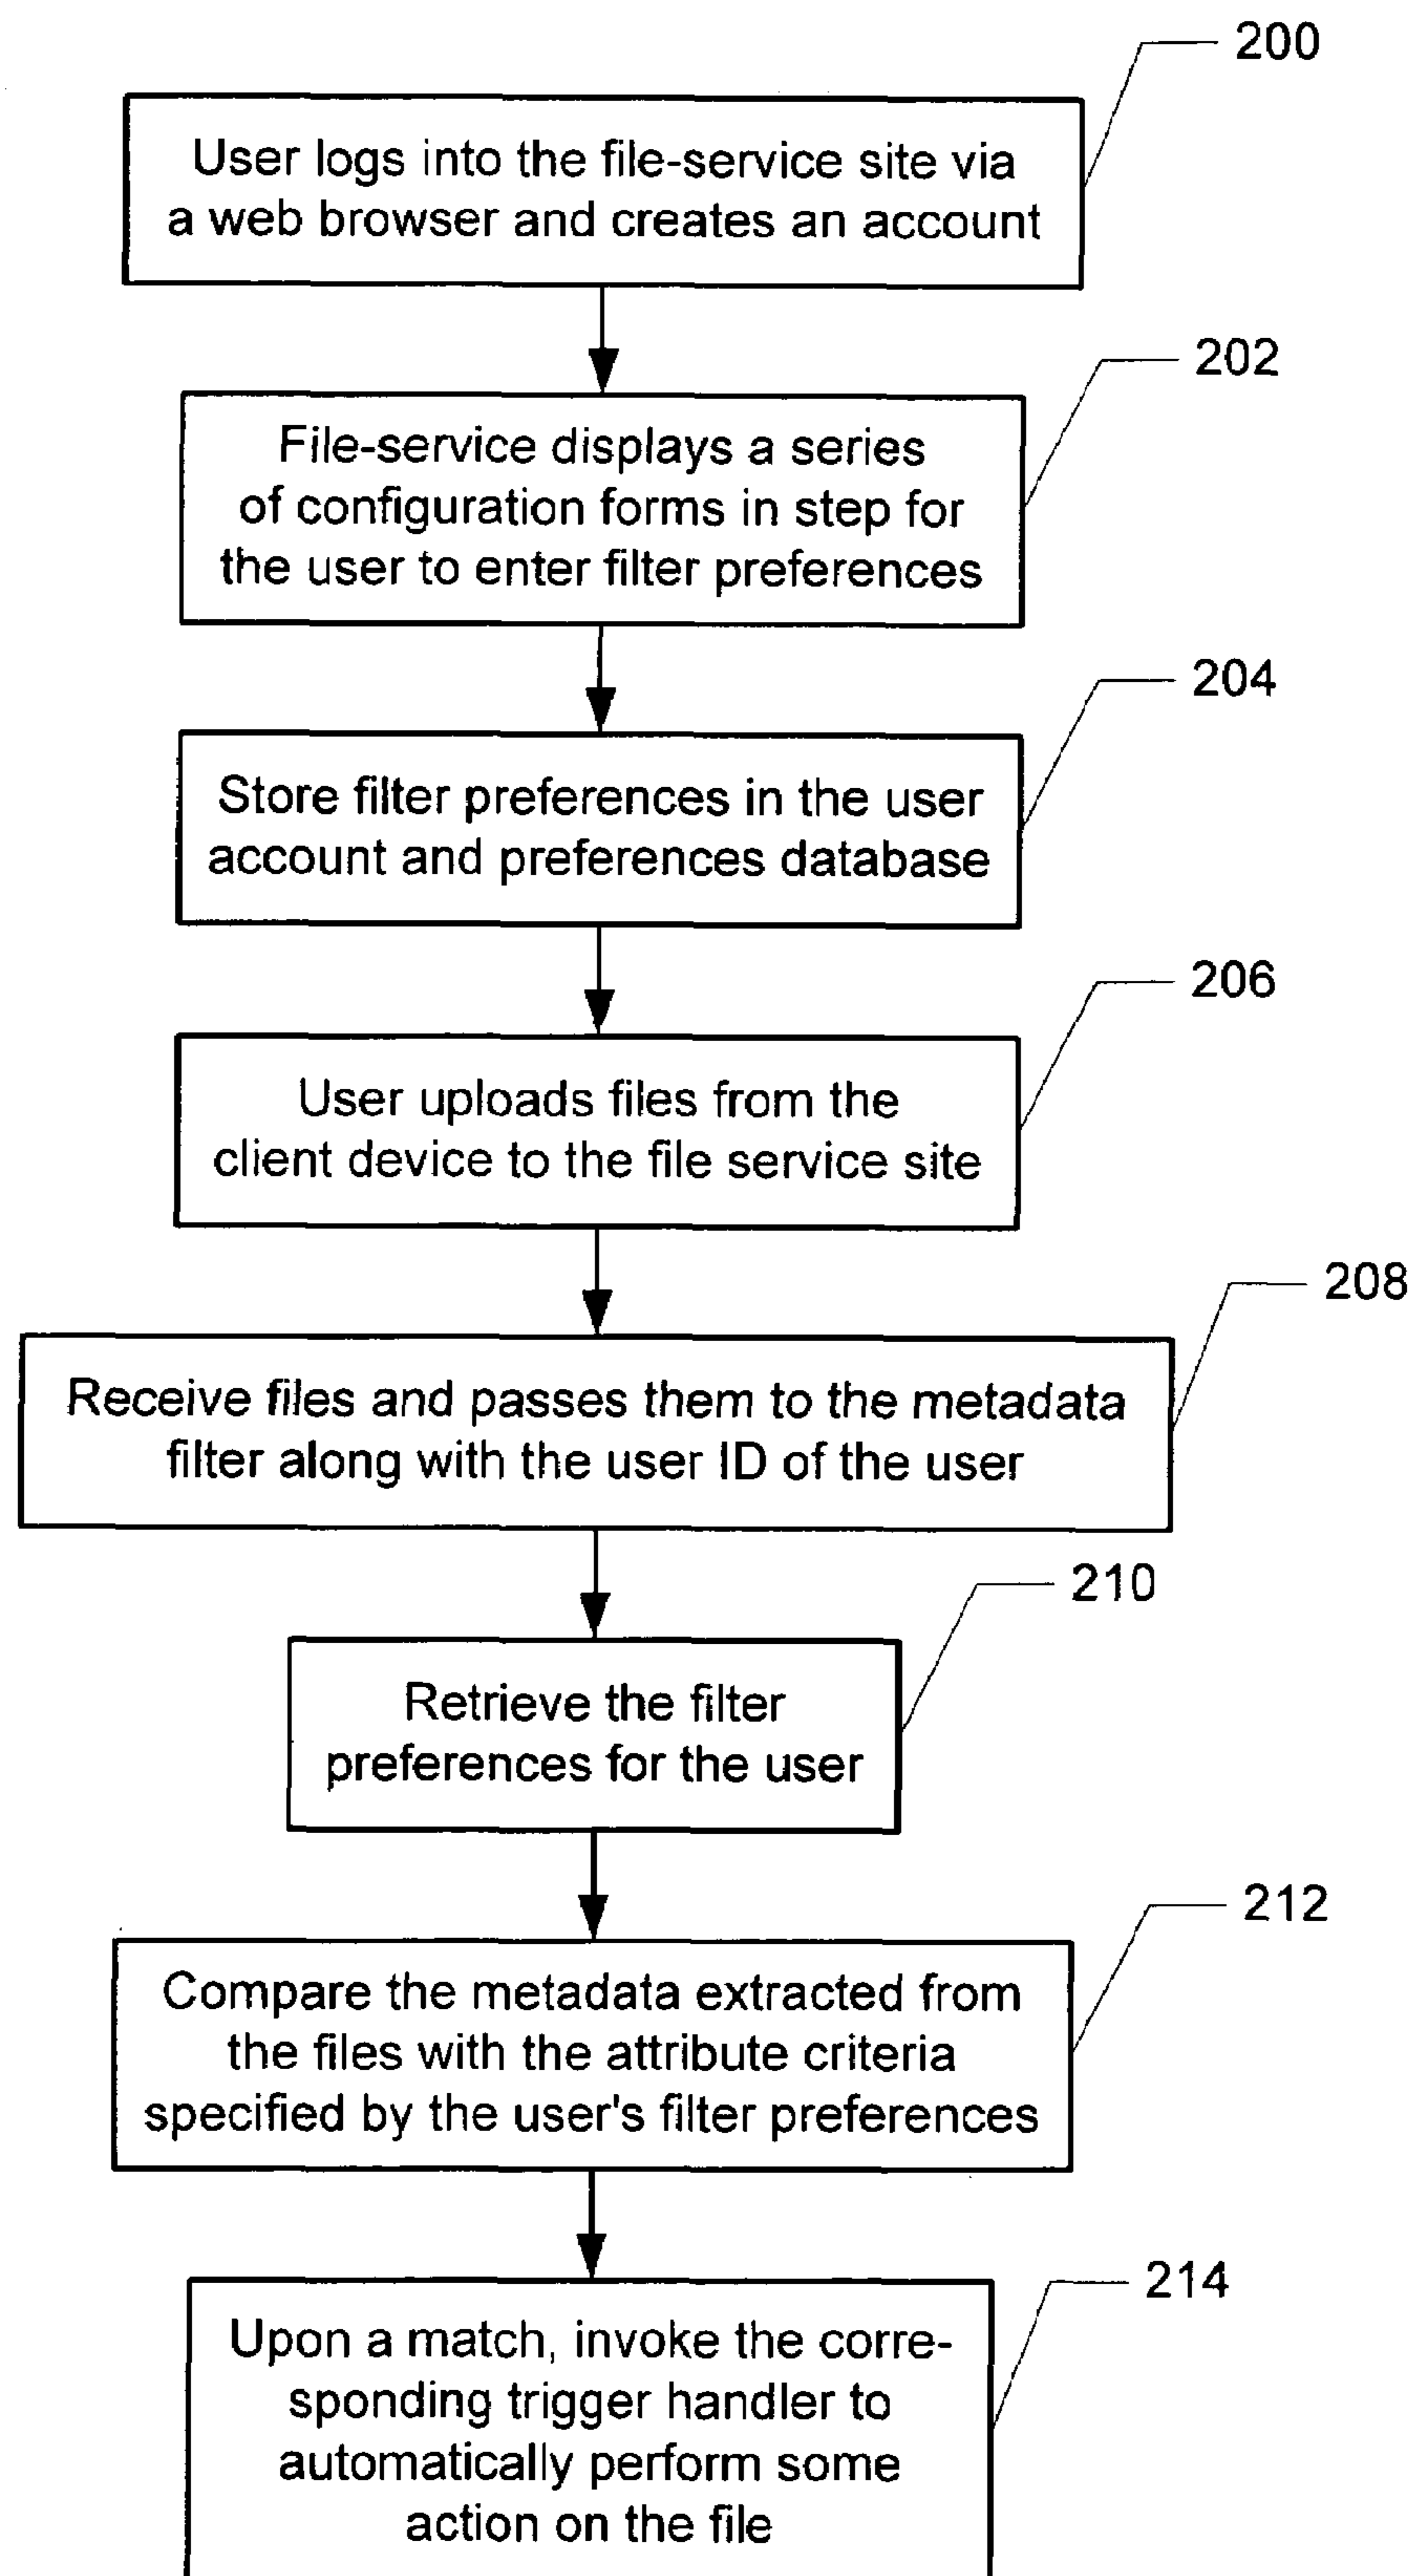 200
User logs into the file-service site via
a web browser and creates an account
202
File-service displays a series
of configuration forms in step for
the user to enter filter preferences
204
Store filter preferences in the user
account and preferences database
206
User uploads files from the
client device to the file service site
208
Receive files and passes them to the metadata
filter along with the user ID of the user
210
Retrieve the filter
preferences for the user
212
Compare the metadata extracted from
the files with the attribute criteria
specified by the user's filter preferences
214
Upon a match, invoke the corre-
sponding trigger handler to
automatically perform some
action on the file